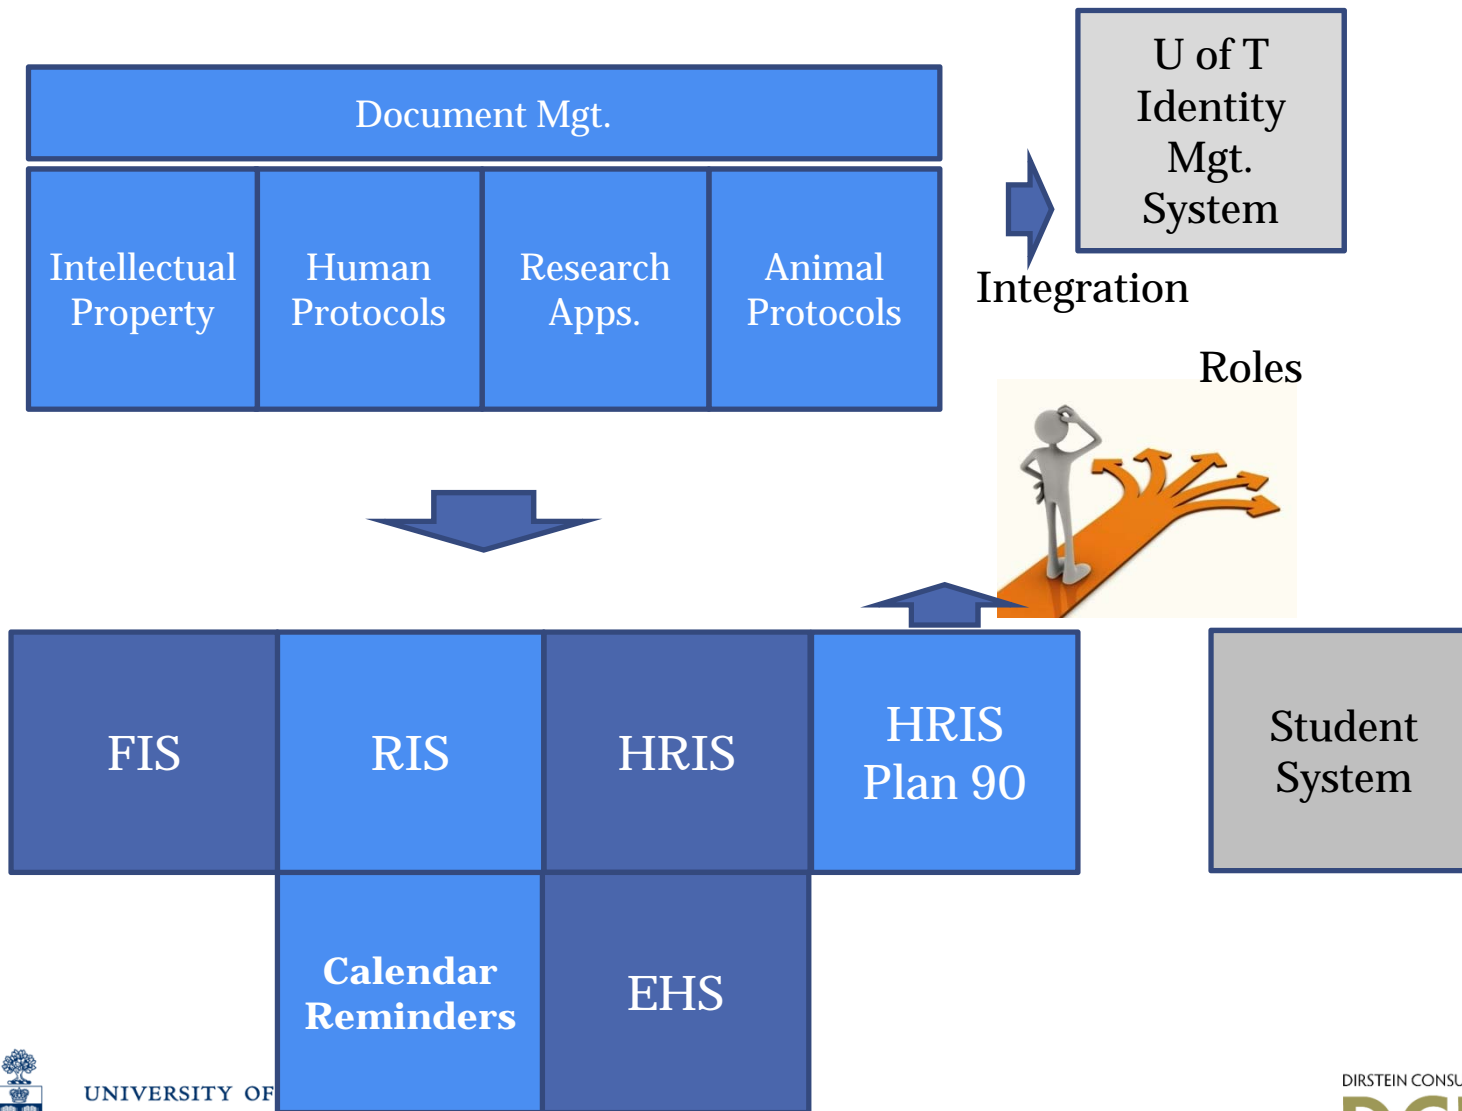 U of T
Identity
Mgt.
System
Document Mgt.
Intellectual
Property
Human
Protocols
Research
Apps.
Animal
Protocols
Integration
Roles
FIS
RIS
HRIS
HRIS
Plan 90
Student
System
Calendar
Reminders
EHS
UNIVERSITY OF
DIRSTEIN CONSU